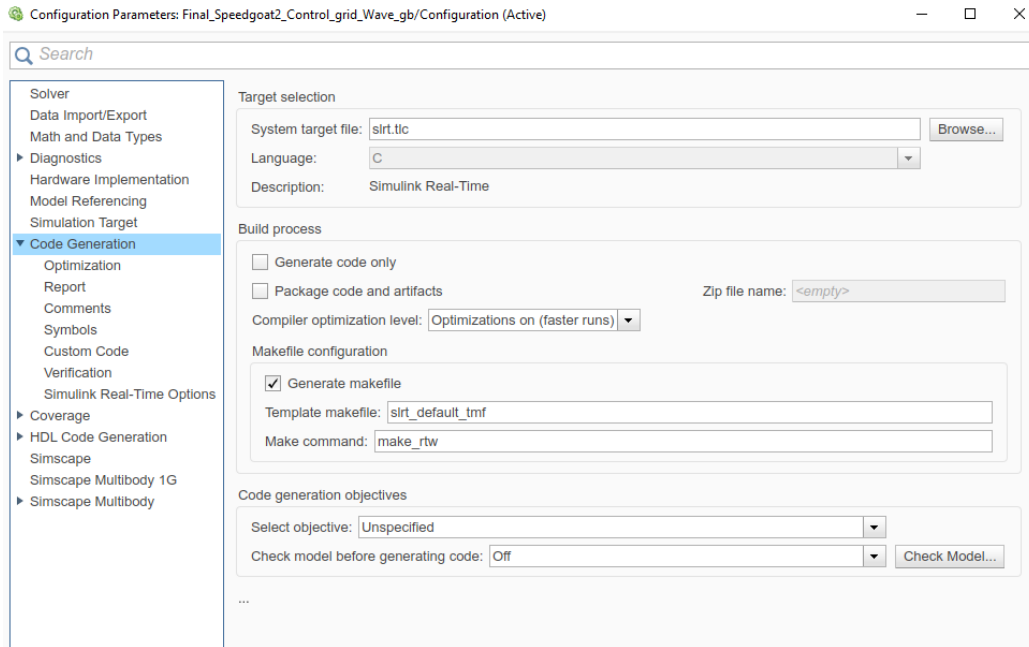 Configuration Parameters: Final_Speedgoat2_Control_grid_Wave_gb/Configuration (Active)
Search
Solver
Data Import/Export
Math and Data Types
Diagnostics
Hardware Implementation
Model Referencing
Simulation Target
Code Generation
Optimization
Report
Comments
Symbols
Custom Code
Verification
Simulink Real-Time Options
Coverage
HDL Code Generation
Simscape
Simscape Multibody 1G
Simscape Multibody
Target selection
System target file: slrt.tlc Browse...
Language: C
Description: Simulink Real-Time
Build process
Generate code only
Package code and artifacts Zip file name: <empty>
Compiler optimization level: Optimizations on (faster runs)
Makefile configuration
Generate makefile
Template makefile: slrt_default_tmf
Make command: make_rtw
Code generation objectives
Select objective: Unspecified
Check model before generating code: Off Check Model...
...